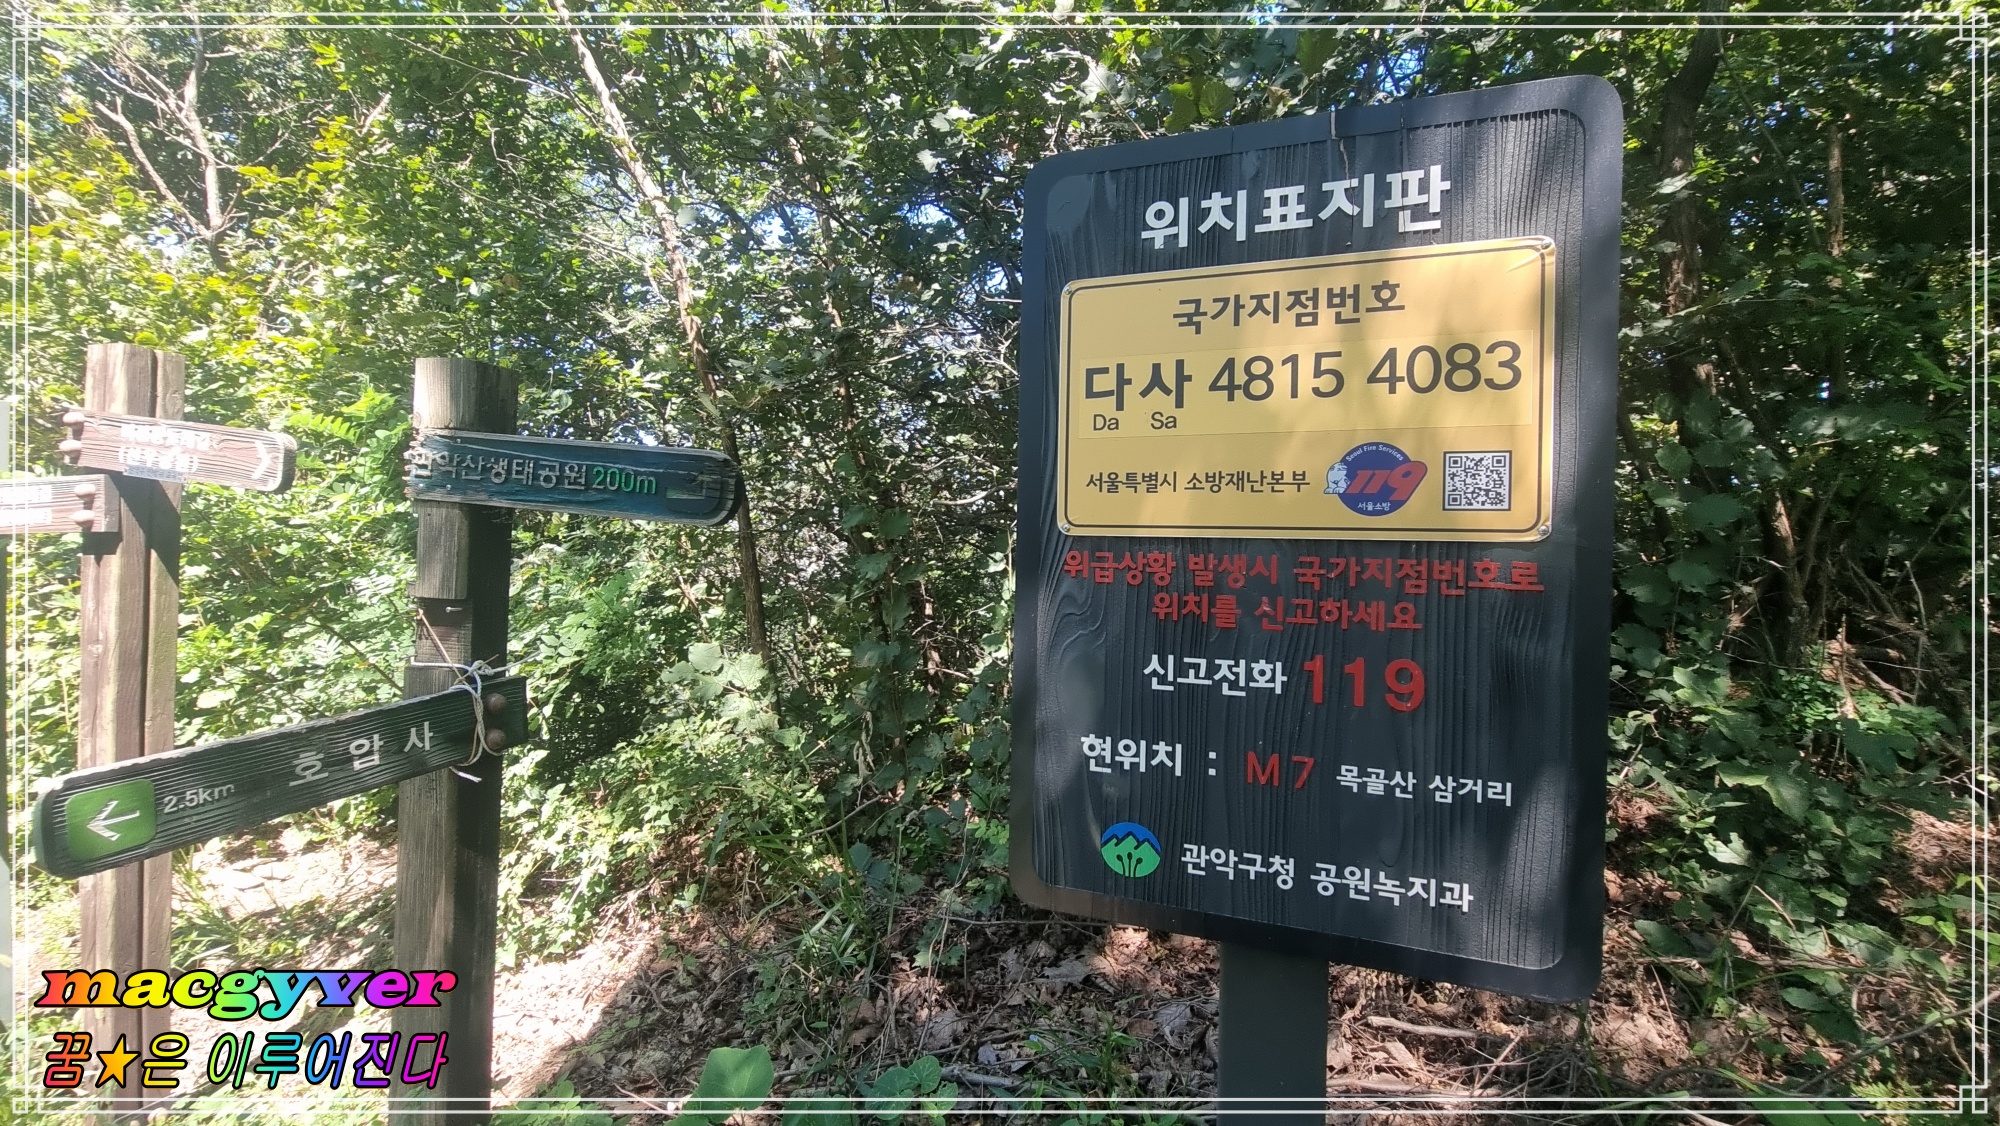 위치표지판
국가지점번호
다사 4815 4083
Da Sa
서울특별시 소방재난본부
Seoul Fire Services
119
서울소방
위급상황 발생시 국가지점번호로
위치를 신고하세요
신고전화 119
현위치 : M7 목골산 삼거리
관악구청 공원녹지과
관악산생태공원 200m
호압사
2.5km
macgyver
꿈★은 이루어진다